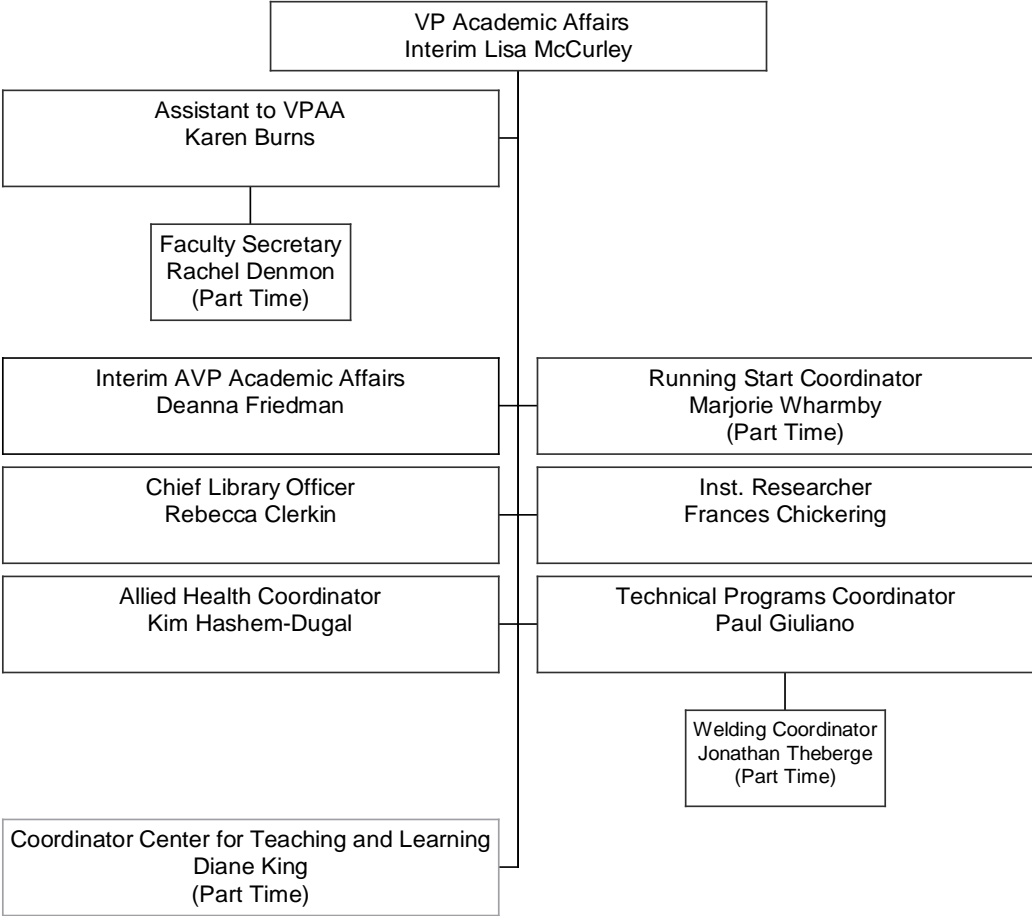 VP Academic Affairs
Interim Lisa McCurley
Assistant to VPAA
Karen Burns
Faculty Secretary
Rachel Denmon
(Part Time)
Interim AVP Academic Affairs
Deanna Friedman
Running Start Coordinator
Marjorie Wharmby
(Part Time)
Chief Library Officer
Rebecca Clerkin
Inst. Researcher
Frances Chickering
Allied Health Coordinator
Kim Hashem-Dugal
Technical Programs Coordinator
Paul Giuliano
Welding Coordinator
Jonathan Theberge
(Part Time)
Coordinator Center for Teaching and Learning
Diane King
(Part Time)